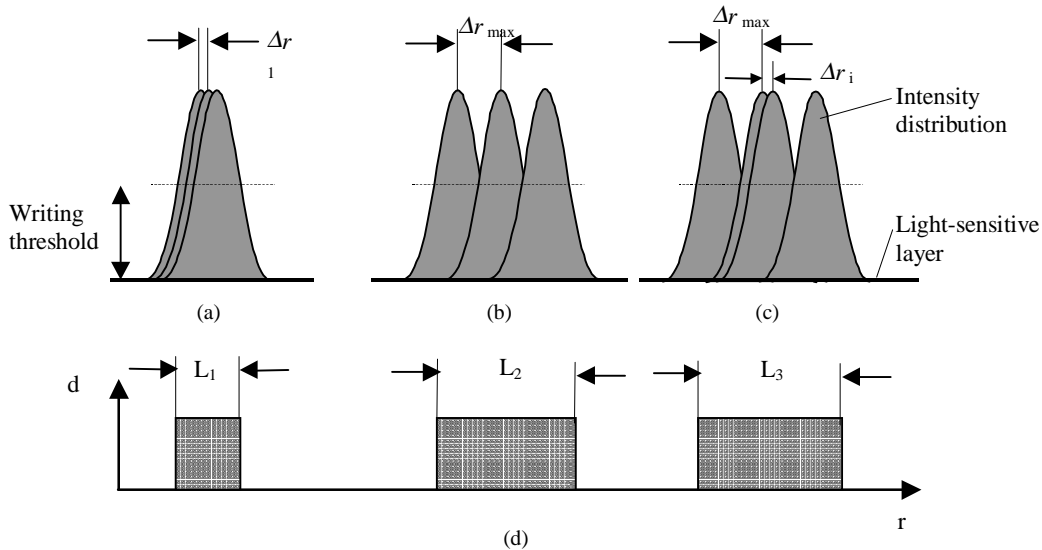 Δr
1
Δr max
Δr max
Δr i
Intensity
distribution
Writing
threshold
Light-sensitive
layer
(a)
(b)
(c)
d
L1
L2
L3
r
(d)